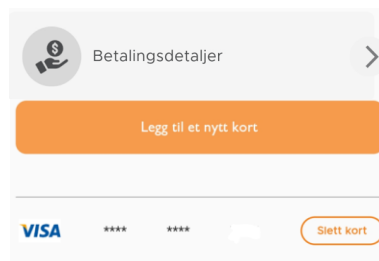 Betalingsdetaljer
Legg til et nytt kort
VISA **** **** Slett kort